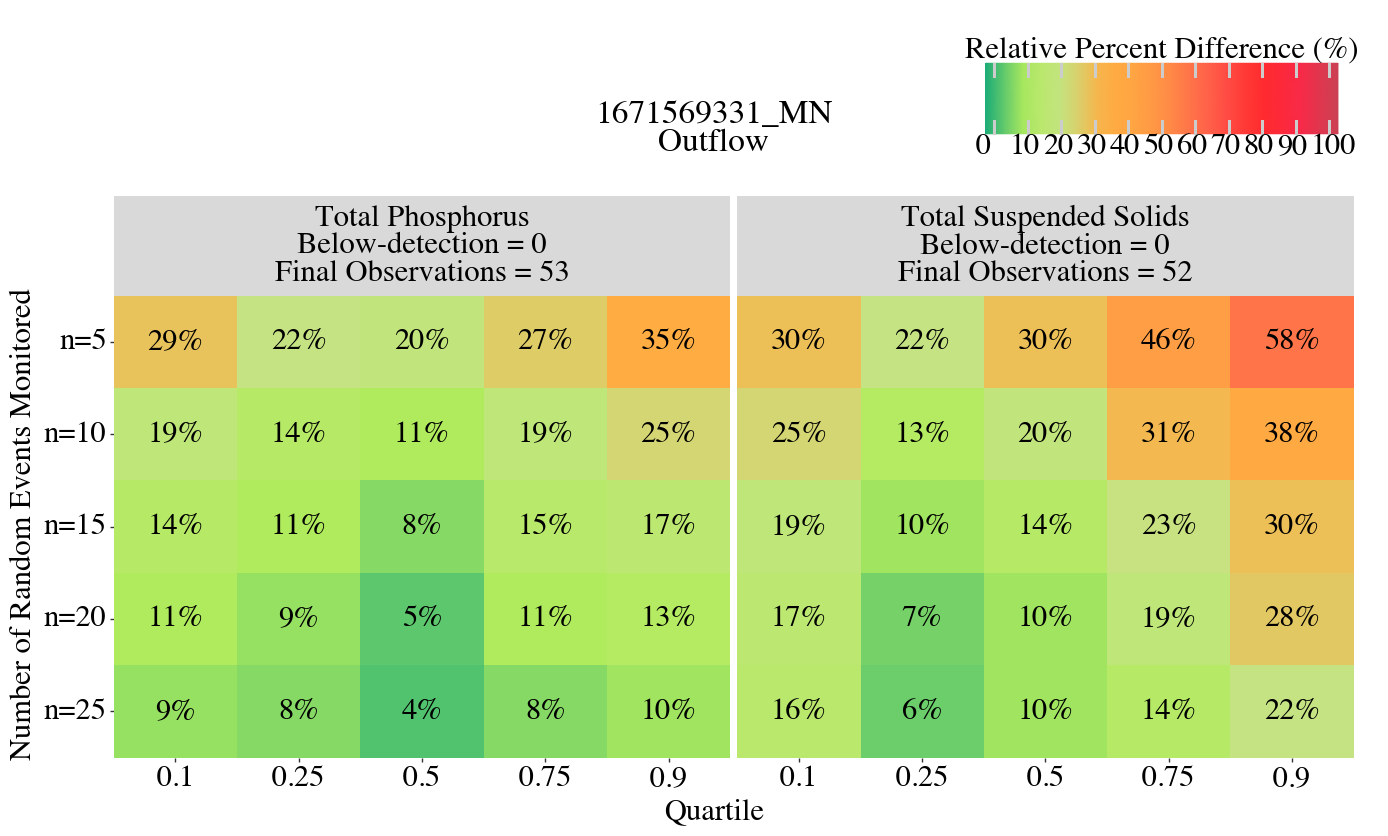 Relative Percent Difference (%)
0 10 20 30 40 50 60 70 80 90 100
1671569331_MN
Outflow
Total Phosphorus
Below-detection = 0
Final Observations = 53
Total Suspended Solids
Below-detection = 0
Final Observations = 52
Number of Random Events Monitored
n=5 29% 22% 20% 27% 35% 30% 22% 30% 46% 58%
n=10 19% 14% 11% 19% 25% 25% 13% 20% 31% 38%
n=15 14% 11% 8% 15% 17% 19% 10% 14% 23% 30%
n=20 11% 9% 5% 11% 13% 17% 7% 10% 19% 28%
n=25 9% 8% 4% 8% 10% 16% 6% 10% 14% 22%
0.1 0.25 0.5 0.75 0.9 0.1 0.25 0.5 0.75 0.9
Quartile